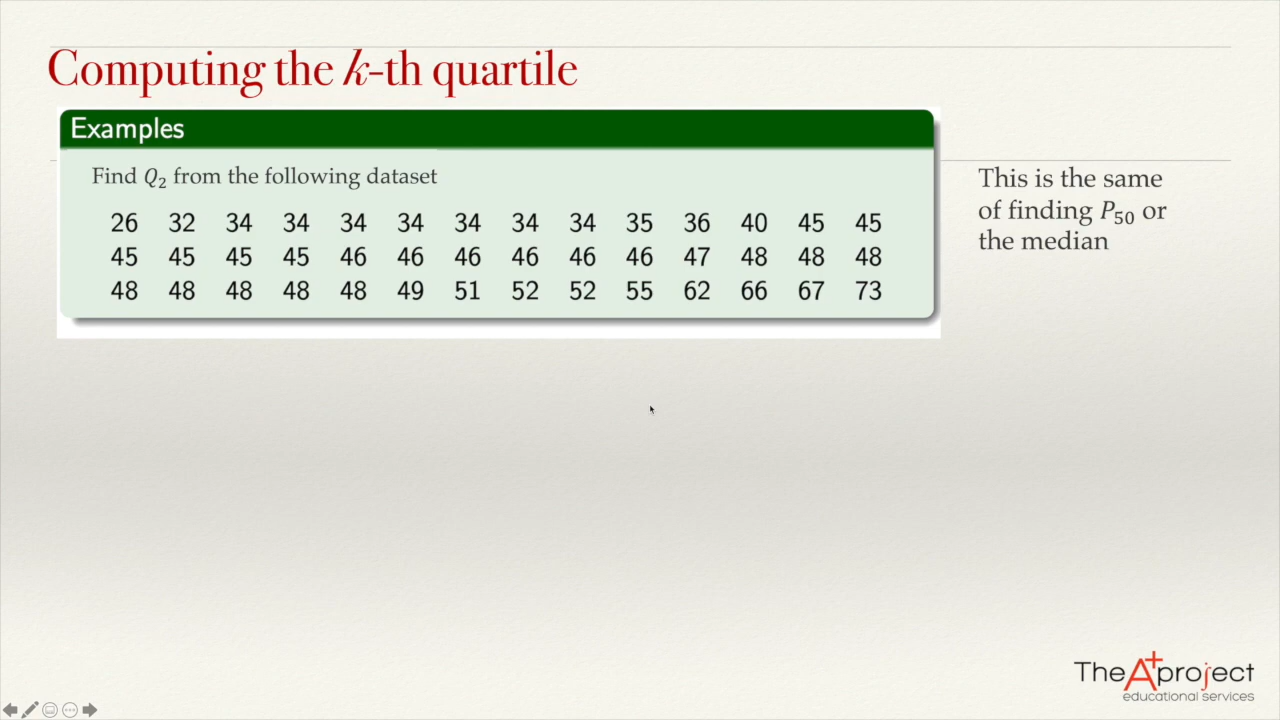 Computing the k-th quartile
Examples
Find Q₂ from the following dataset
26 32 34 34 34 34 34 34 34 35 36 40 45 45
45 45 45 45 46 46 46 46 46 46 47 48 48 48
48 48 48 48 48 49 51 52 52 55 62 66 67 73
This is the same
of finding P₅₀ or
the median
The A+ project
educational services